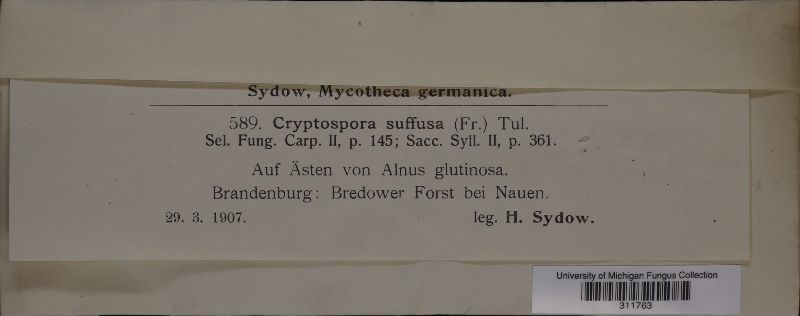 Sydow, Mycotheca germanica.
589. Cryptospora suffusa (Fr.) Tul.
Sel. Fung. Carp. II, p. 145; Sacc. Syll. II, p. 361.
Auf Ästen von Alnus glutinosa.
Brandenburg: Bredower Forst bei Nauen.
29. 3. 1907. leg. H. Sydow.
University of Michigan Fungus Collection
311763